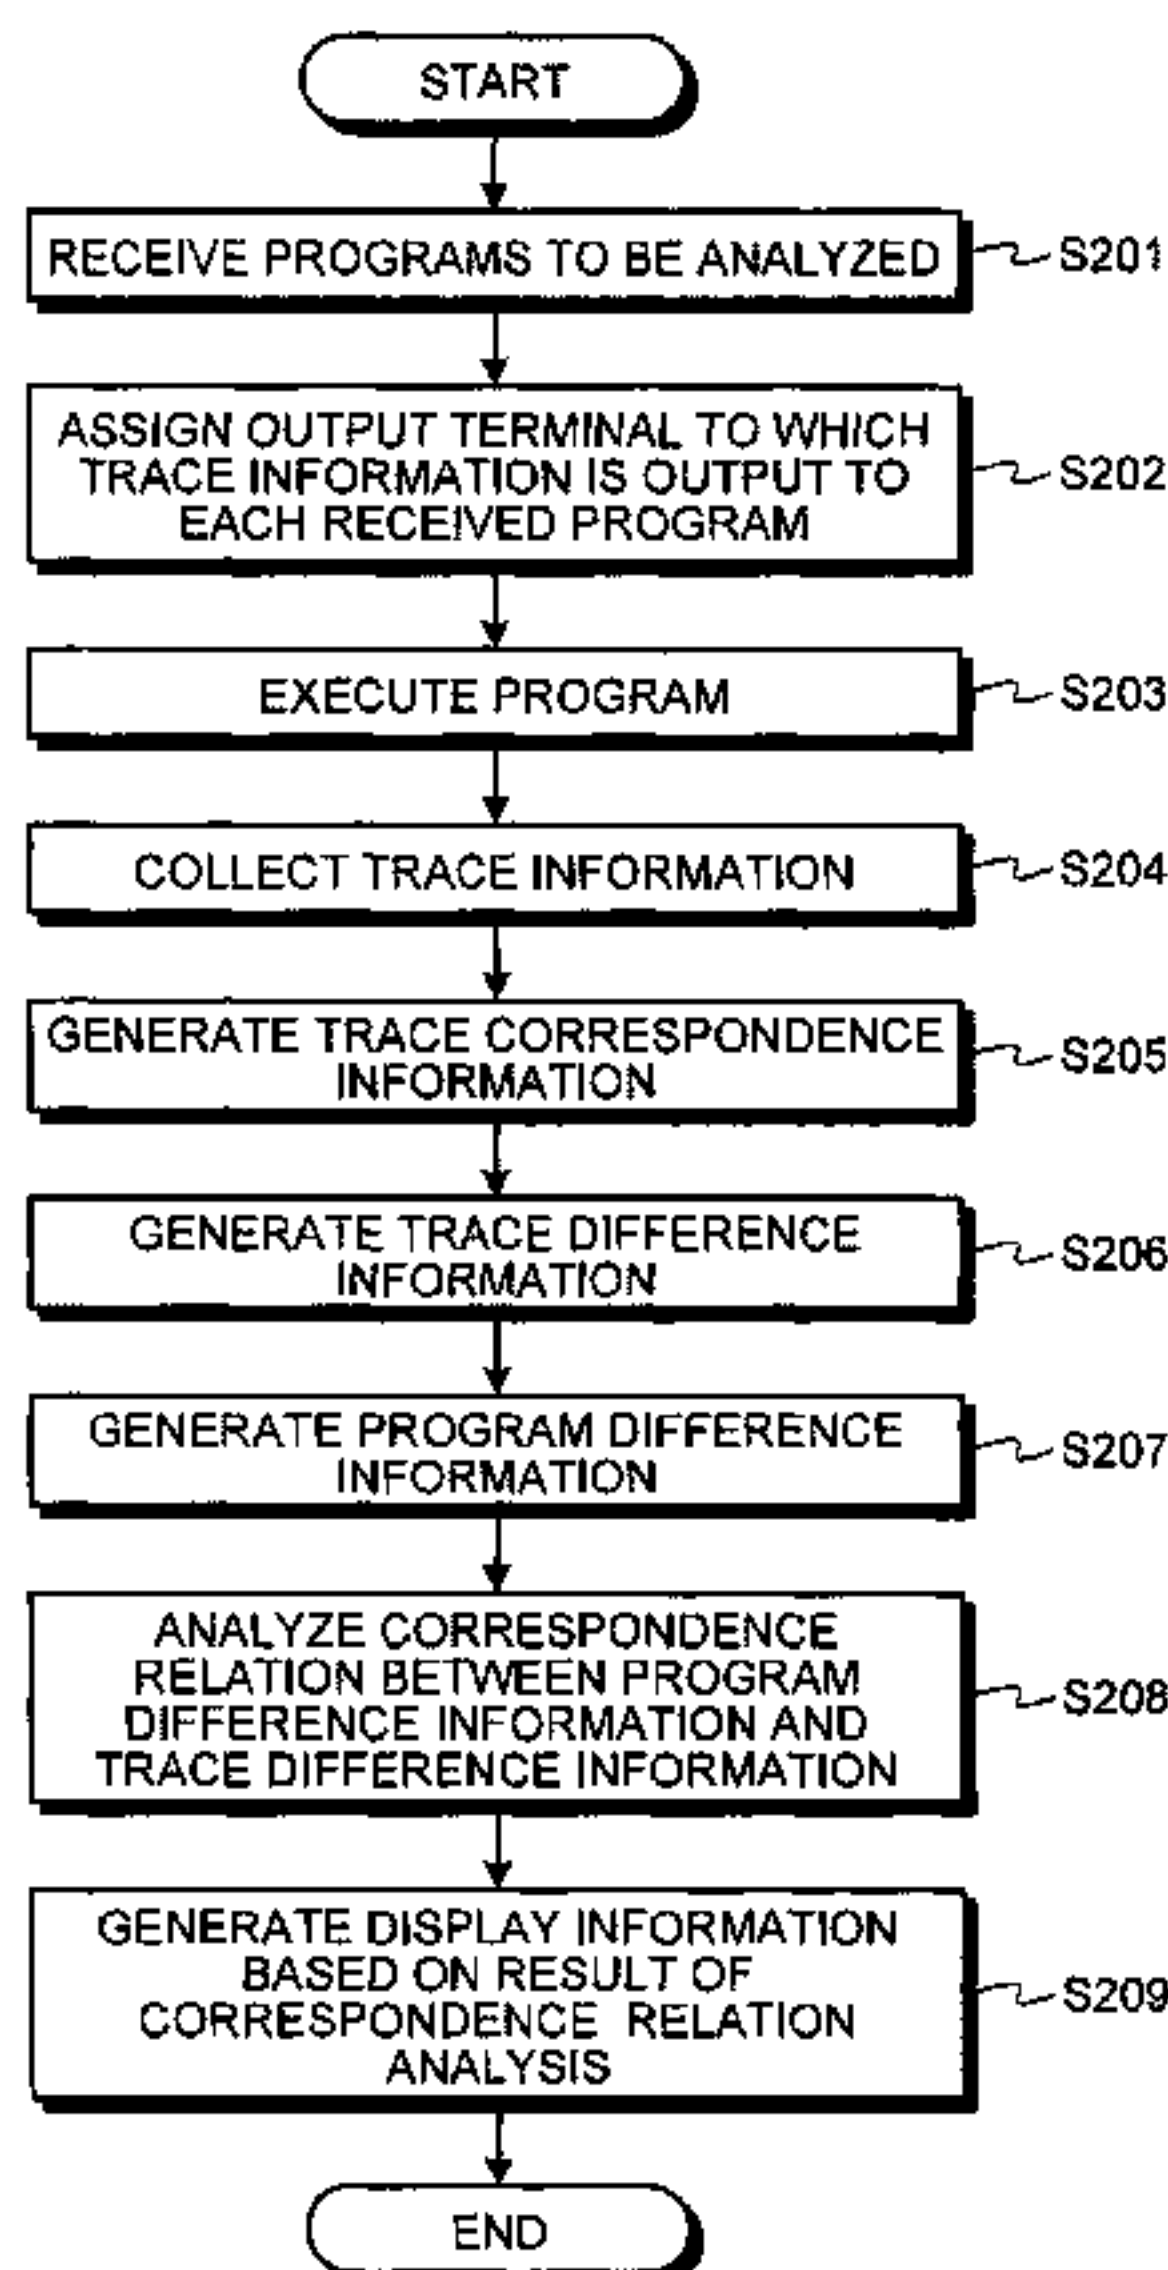 START
RECEIVE PROGRAMS TO BE ANALYZED
S201
ASSIGN OUTPUT TERMINAL TO WHICH
TRACE INFORMATION IS OUTPUT TO
EACH RECEIVED PROGRAM
S202
EXECUTE PROGRAM
S203
COLLECT TRACE INFORMATION
S204
GENERATE TRACE CORRESPONDENCE
INFORMATION
S205
GENERATE TRACE DIFFERENCE
INFORMATION
S206
GENERATE PROGRAM DIFFERENCE
INFORMATION
S207
ANALYZE CORRESPONDENCE
RELATION BETWEEN PROGRAM
DIFFERENCE INFORMATION AND
TRACE DIFFERENCE INFORMATION
S208
GENERATE DISPLAY INFORMATION
BASED ON RESULT OF
CORRESPONDENCE RELATION
ANALYSIS
S209
END